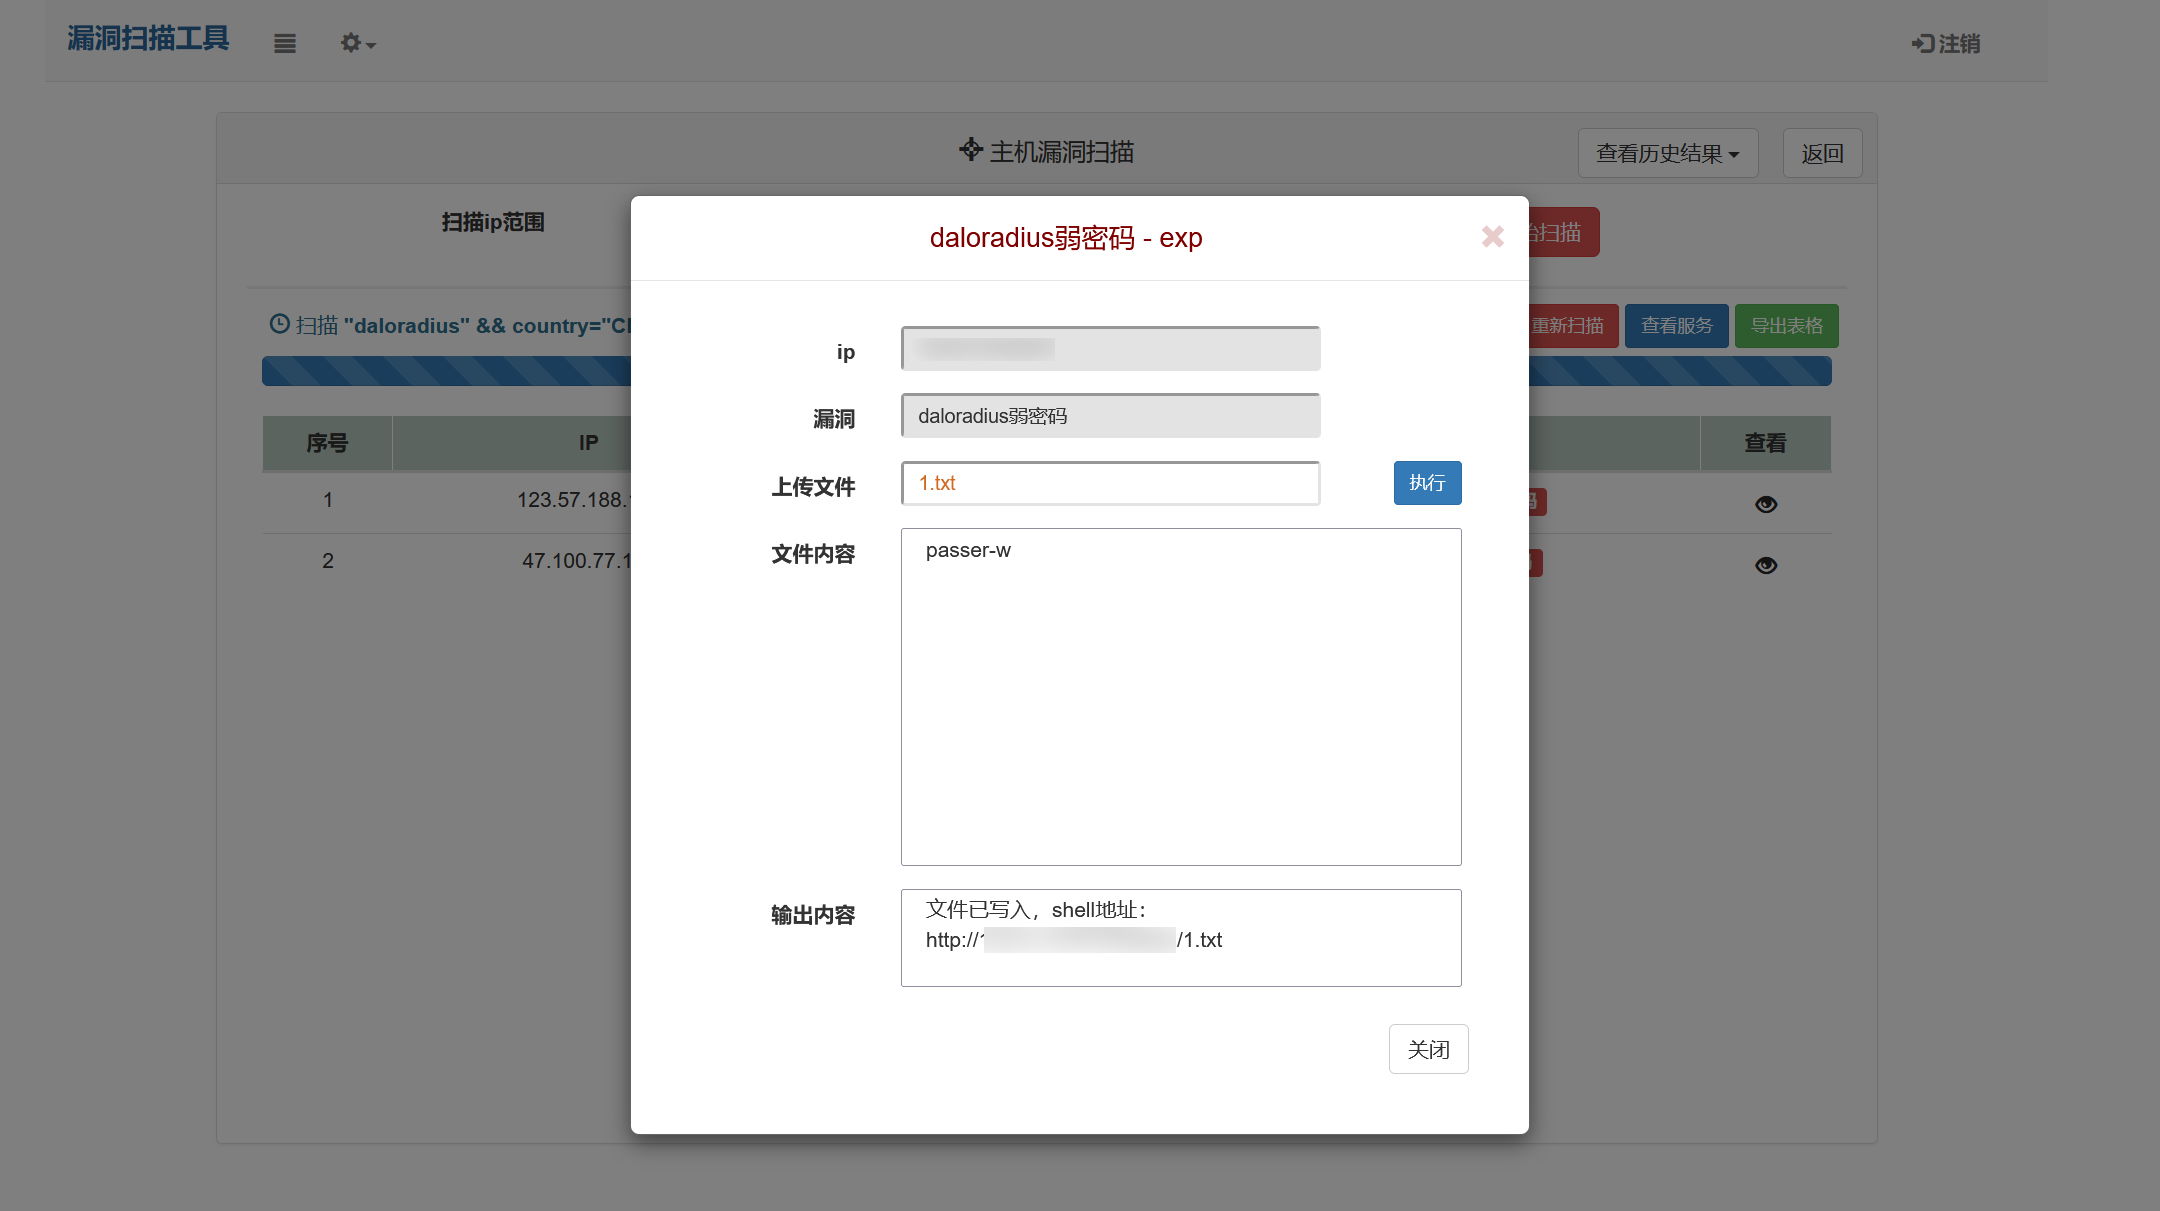 漏洞扫描工具
注销
主机漏洞扫描
查看历史结果
返回
扫描ip范围
扫描
扫描 "daloradius" && country="C
重新扫描
查看服务
导出表格
序号
IP
查看
1
123.57.188.
2
47.100.77.1
daloradius弱密码 - exp
ip
漏洞
daloradius弱密码
上传文件
1.txt
执行
文件内容
passer-w
输出内容
文件已写入，shell地址：
http:// /1.txt
关闭